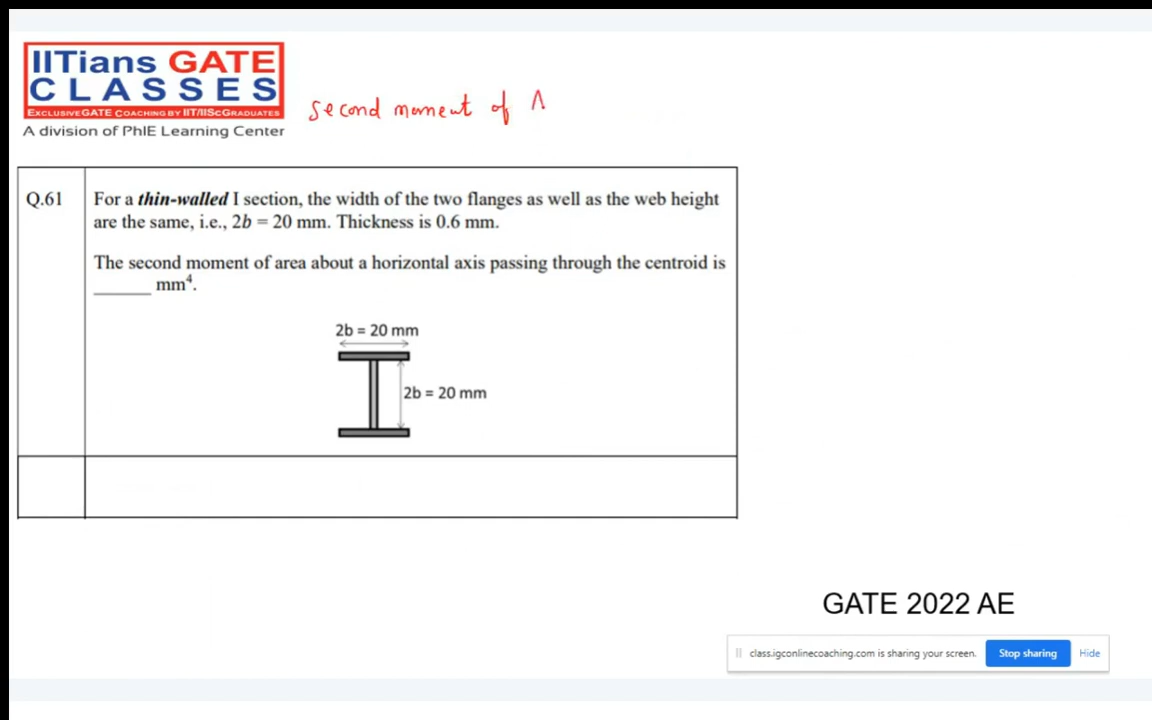 IITians GATE
CLASSES
EXCLUSIVE GATE COACHING BY IIT/IISc GRADUATES
A division of PhIE Learning Center
second moment of A
Q.61
For a thin-walled I section, the width of the two flanges as well as the web height
are the same, i.e., 2b = 20 mm. Thickness is 0.6 mm.
The second moment of area about a horizontal axis passing through the centroid is
______ mm⁴.
2b = 20 mm
2b = 20 mm
GATE 2022 AE
class.igconlinecoaching.com is sharing your screen.
Stop sharing
Hide